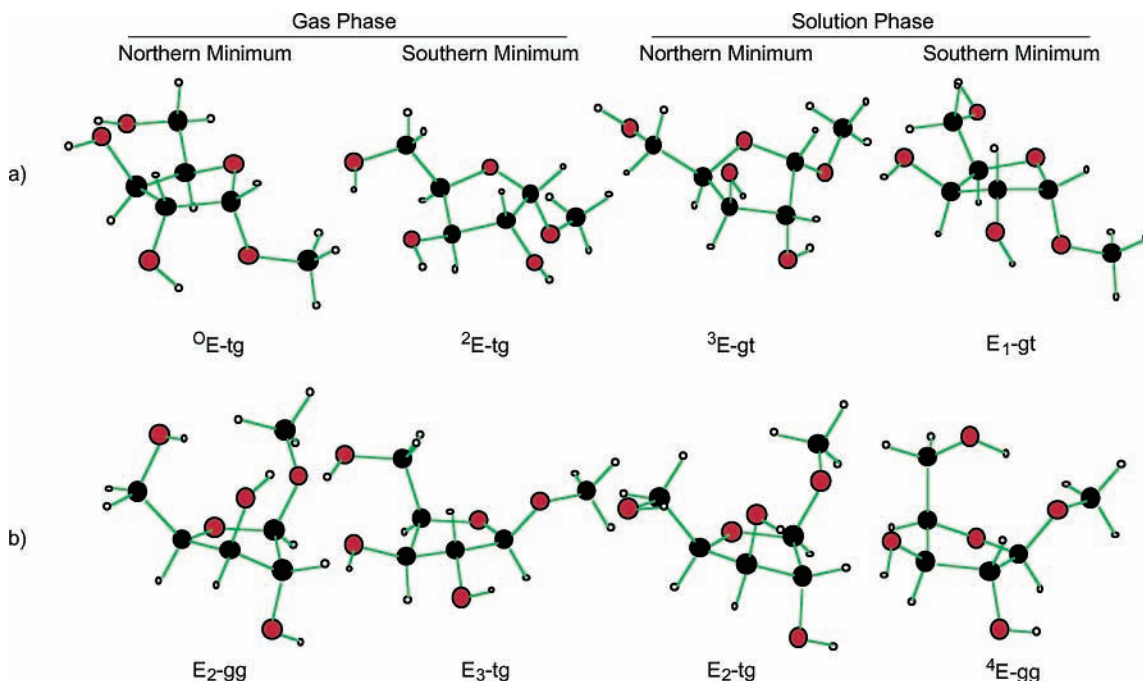 Gas Phase Solution Phase
Northern Minimum Southern Minimum Northern Minimum Southern Minimum
a)
ᴼE-tg ²E-tg ³E-gt E₁-gt
b)
E₂-gg E₃-tg E₂-tg ⁴E-gg